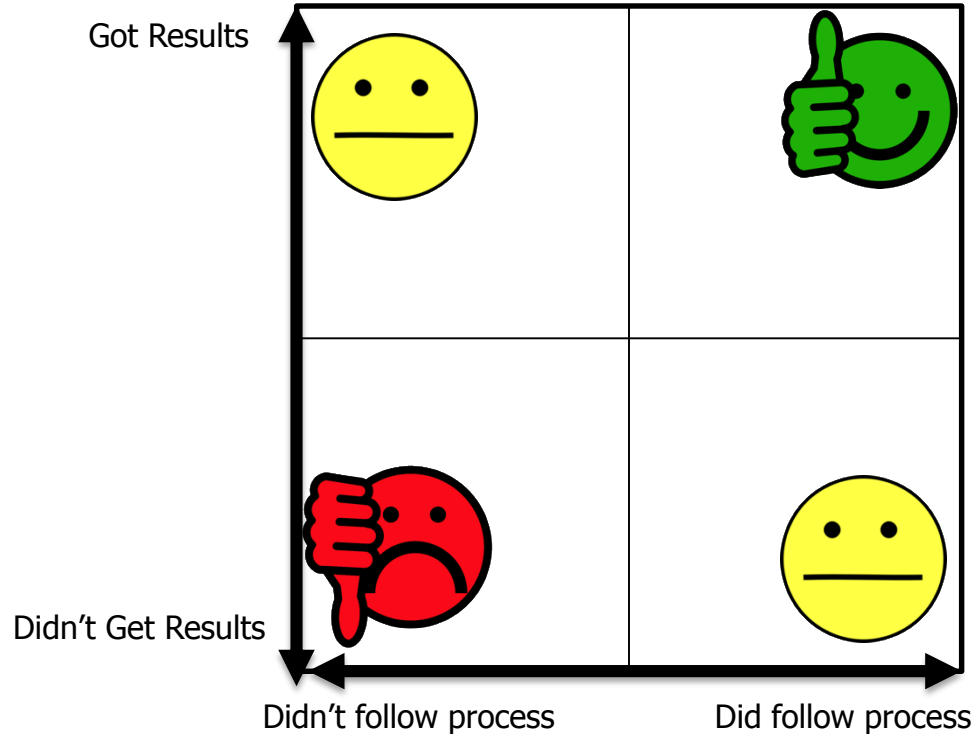 Got Results
Didn’t Get Results
Didn’t follow process
Did follow process